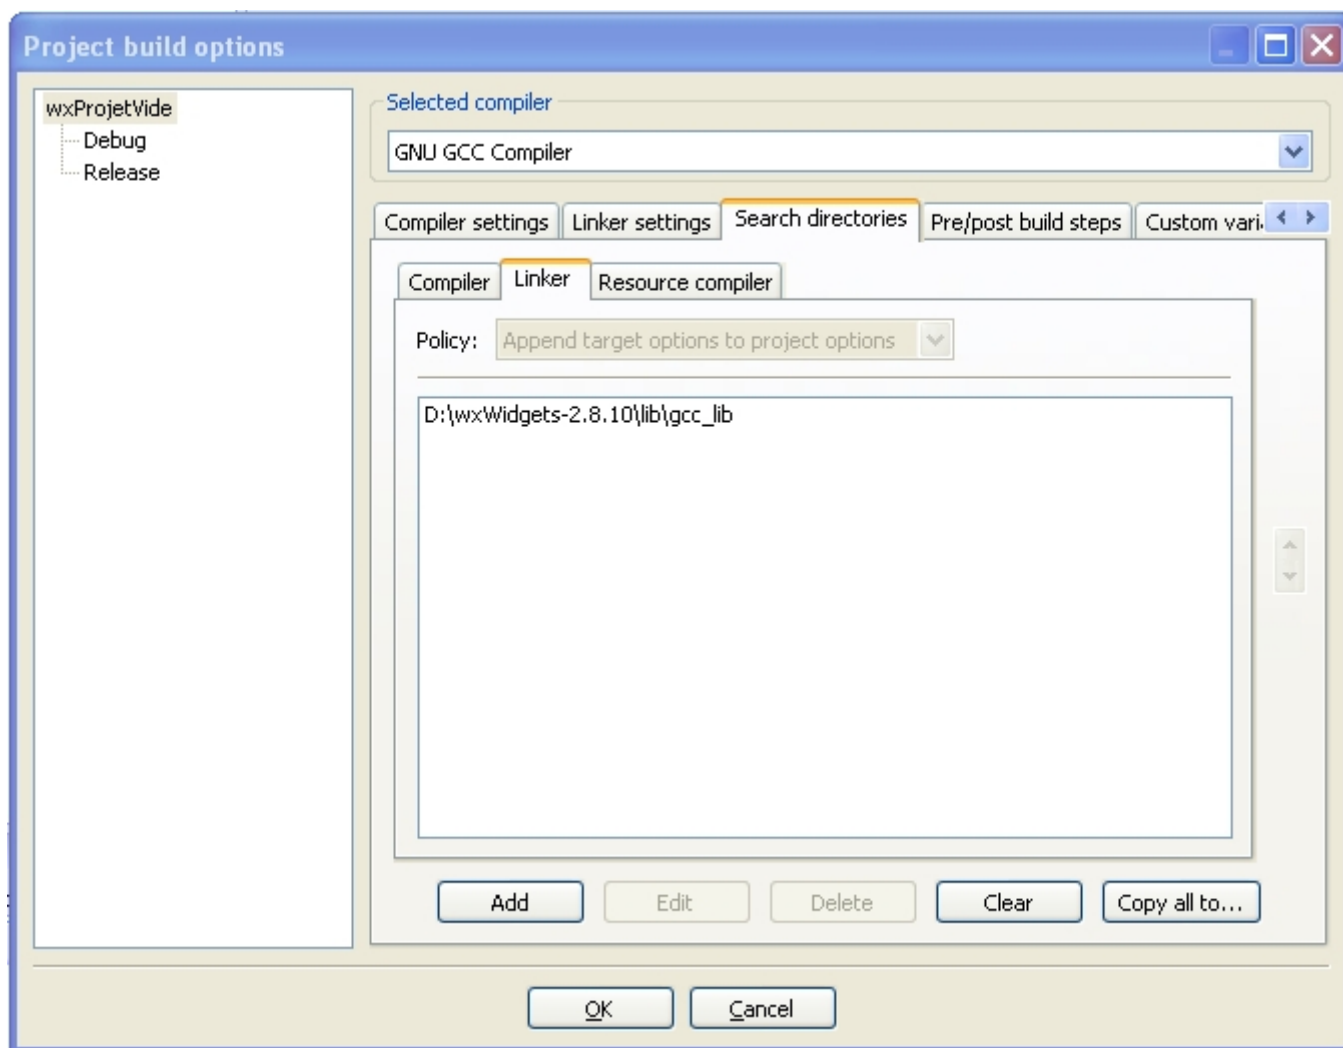 Project build options
wxProjetVide
Debug
Release
Selected compiler
GNU GCC Compiler
Compiler settings Linker settings Search directories Pre/post build steps Custom vari
Compiler Linker Resource compiler
Policy: Append target options to project options
D:\wxWidgets-2.8.10\lib\gcc_lib
Add Edit Delete Clear Copy all to...
OK Cancel